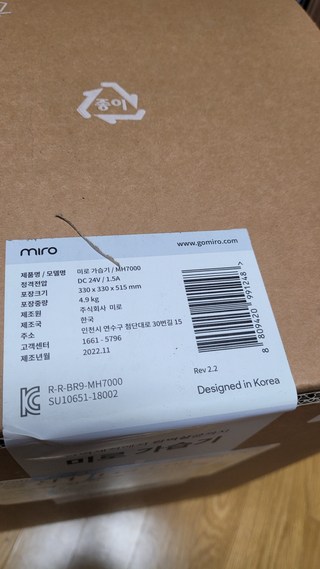 종이
miro
www.gomiro.com
제품명 / 모델명 미로 가습기 / MH7000
정격전압 DC 24V / 1.5A
포장크기 330 x 330 x 515 mm
포장중량 4.9 kg
제조원 주식회사 미로
제조국 한국
주소 인천시 연수구 첨단대로 30번길 15
고객센터 1661 - 5796
제조년월 2022.11
8 809420 991248 >
Rev 2.2
R-R-BR9-MH7000
SU10651-18002
Designed in Korea
미로 가습기